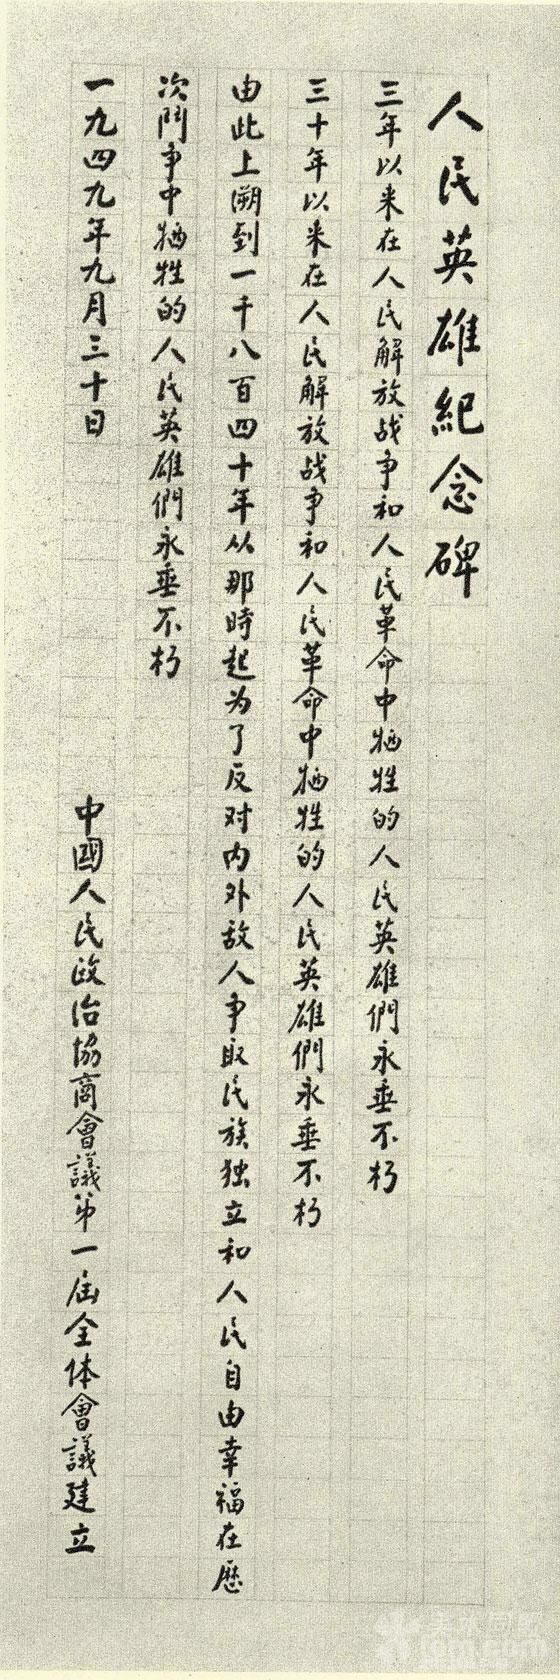 人民英雄紀念碑
三年以来在人民解放战争和人民革命中牺牲的人民英雄們永垂不朽
三十年以来在人民解放战争和人民革命中牺牲的人民英雄們永垂不朽
由此上溯到一千八百四十年从那時起为了反对内外敌人争取民族独立和人民自由幸福在歷
次鬥争中牺牲的人民英雄們永垂不朽
一九四九年九月三十日
中國人民政治協商會議第一屆全体會議建立